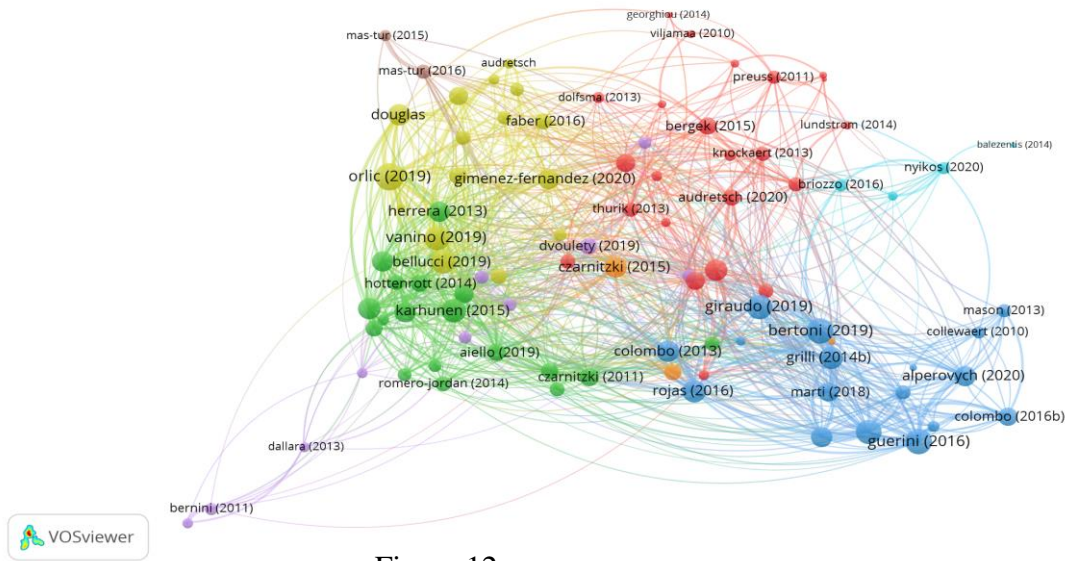 georghiou (2014)
mas-tur (2015)
viljamaa (2010)
audretsch
mas-tur (2016)
preuss (2011)
dolfsma (2013)
douglas
faber (2016)
bergek (2015)
lundstrom (2014)
balezentis (2014)
knockaert (2013)
nyikos (2020)
orlic (2019)
gimenez-fernandez (2020)
briozzo (2016)
audretsch (2020)
herrera (2013)
thurik (2013)
vanino (2019)
dvoulety (2019)
bellucci (2019)
czarnitzki (2015)
hottenrott (2014)
karhunen (2015)
giraudo (2019)
mason (2013)
bertoni (2019)
collewaert (2010)
aiello (2019)
colombo (2013)
grilli (2014b)
romero-jordan (2014)
czarnitzki (2011)
alperovych (2020)
rojas (2016)
marti (2018)
colombo (2016b)
guerini (2016)
dallara (2013)
bernini (2011)
VOSviewer